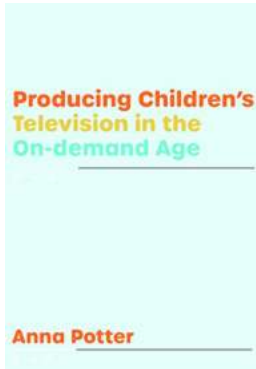 Producing Children's
Television in the
On-demand Age
Anna Potter